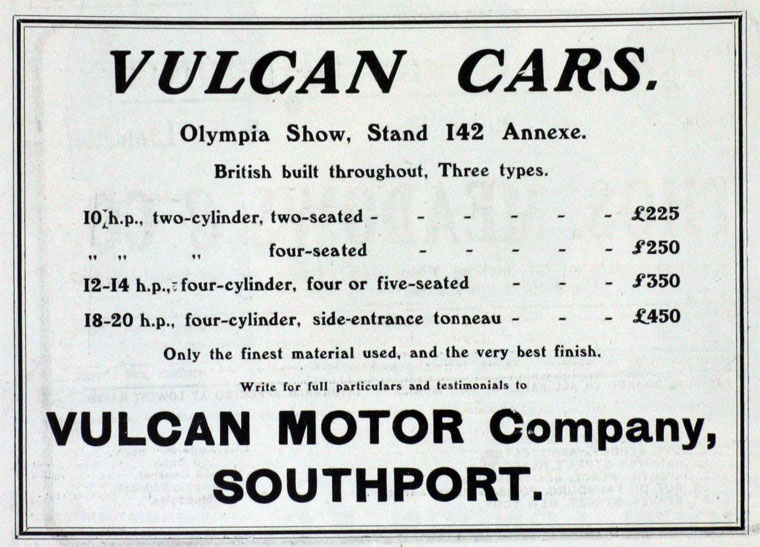 VULCAN CARS.
Olympia Show, Stand 142 Annexe.
British built throughout, Three types.
10 h.p., two-cylinder, two-seated - - - - - - £225
„ „ „ four-seated - - - - - £250
12-14 h.p., four-cylinder, four or five-seated - - - £350
18-20 h.p., four-cylinder, side-entrance tonneau - - - £450
Only the finest material used, and the very best finish.
Write for full particulars and testimonials to
VULCAN MOTOR Company,
SOUTHPORT.